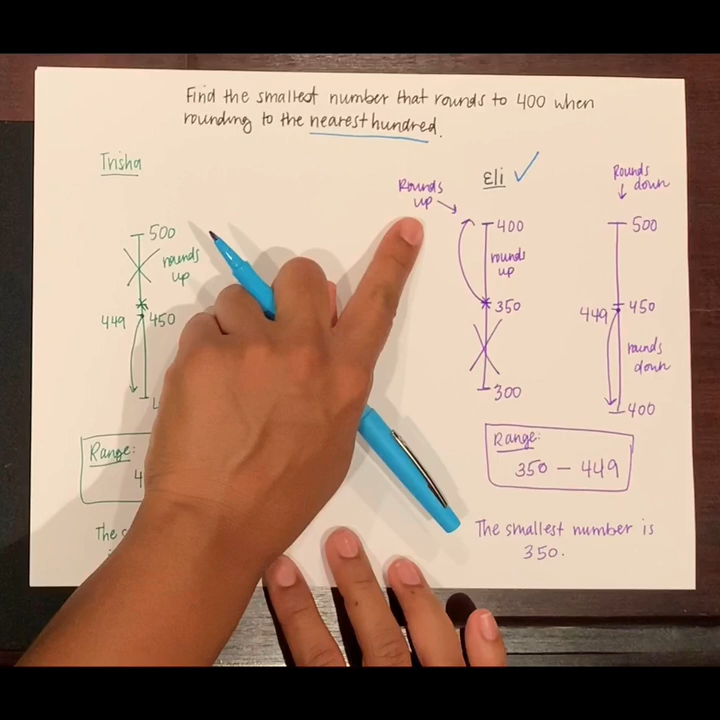 Find the smallest number that rounds to 400 when
rounding to the nearest hundred.
Trisha
500
rounds
up
449 450
Range:
4
The s
Eli
Rounds
up
400
rounds
up
350
300
Rounds
down
500
449 450
rounds
down
400
Range:
350 – 449
The smallest number is
350.